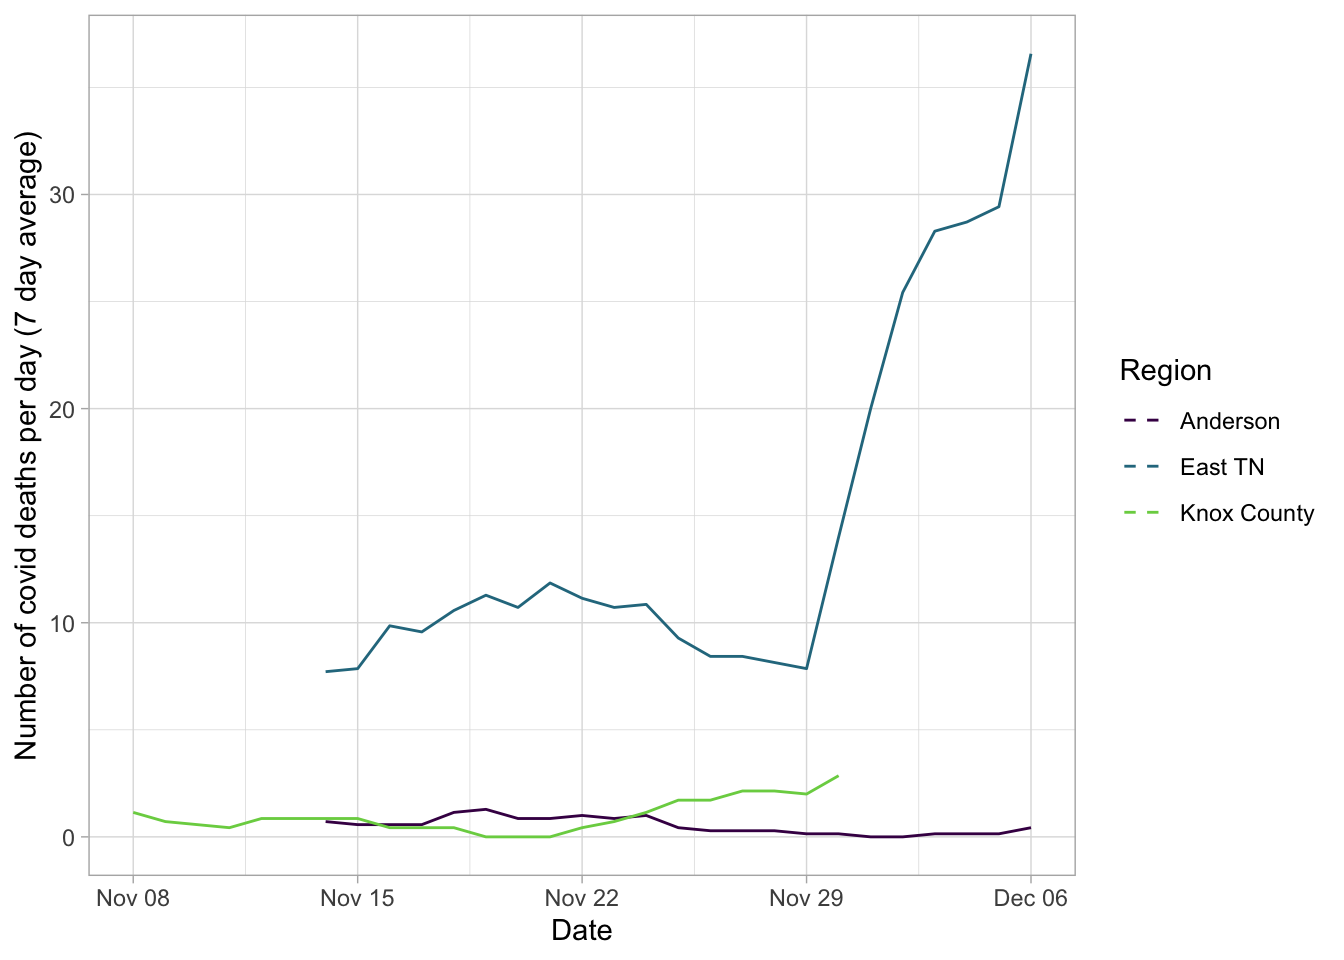 Number of covid deaths per day (7 day average)
30
20
10
0
Nov 08
Nov 15
Nov 22
Nov 29
Dec 06
Date
Region
Anderson
East TN
Knox County